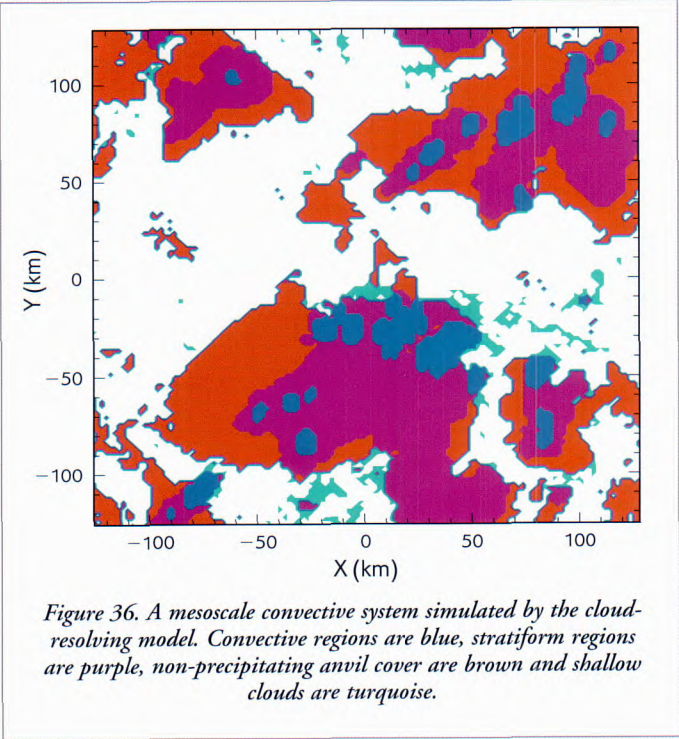 100
50
0
−50
−100
Y (km)
−100 −50 0 50 100
X (km)
Figure 36. A mesoscale convective system simulated by the cloud-
resolving model. Convective regions are blue, stratiform regions
are purple, non-precipitating anvil cover are brown and shallow
clouds are turquoise.